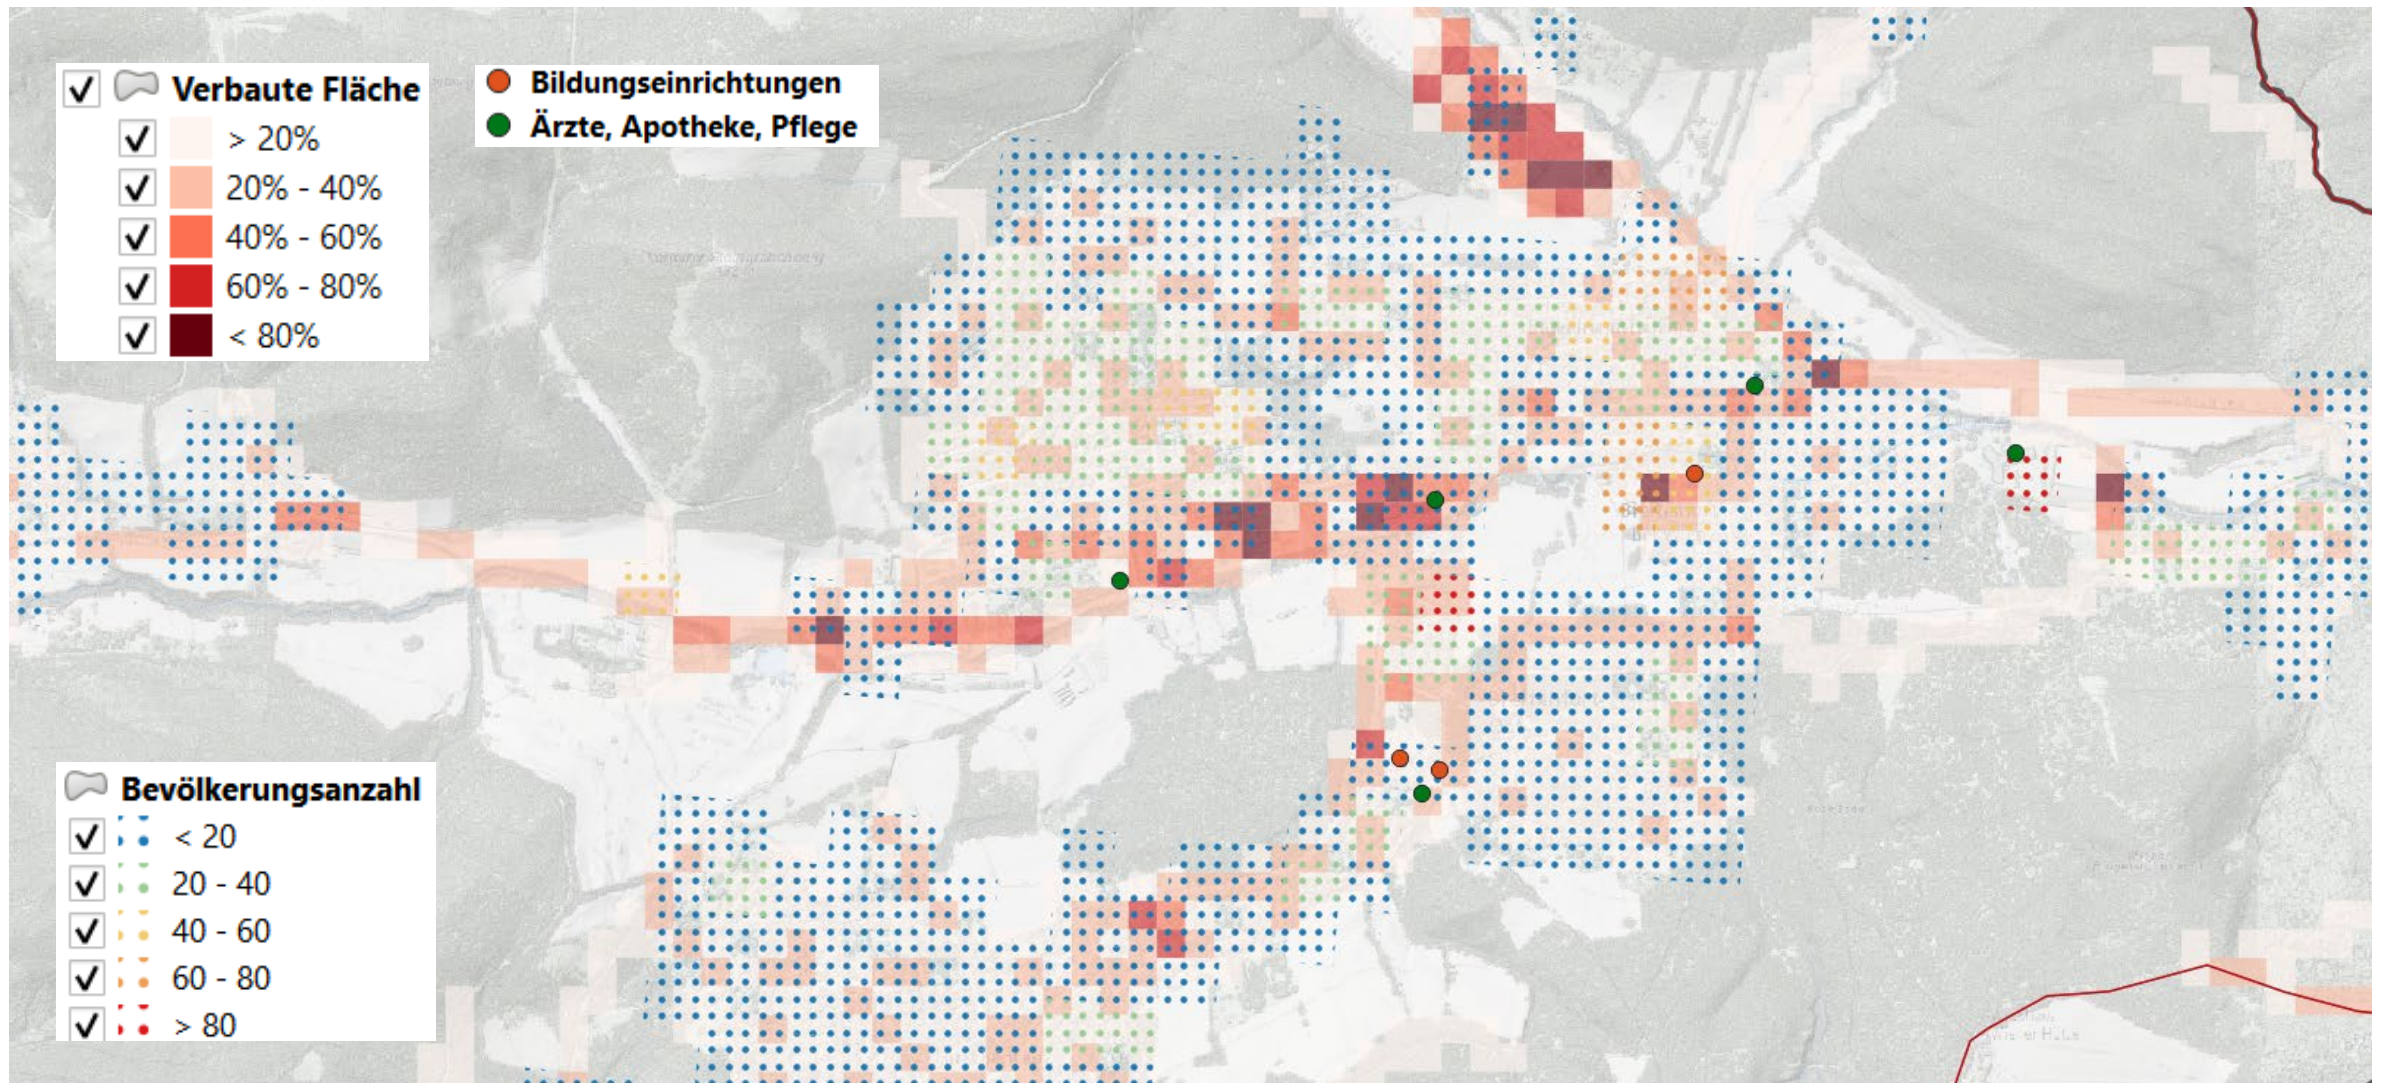 Verbaute Fläche
> 20%
20% - 40%
40% - 60%
60% - 80%
< 80%
Bildungseinrichtungen
Ärzte, Apotheke, Pflege
Bevölkerungsanzahl
< 20
20 - 40
40 - 60
60 - 80
> 80